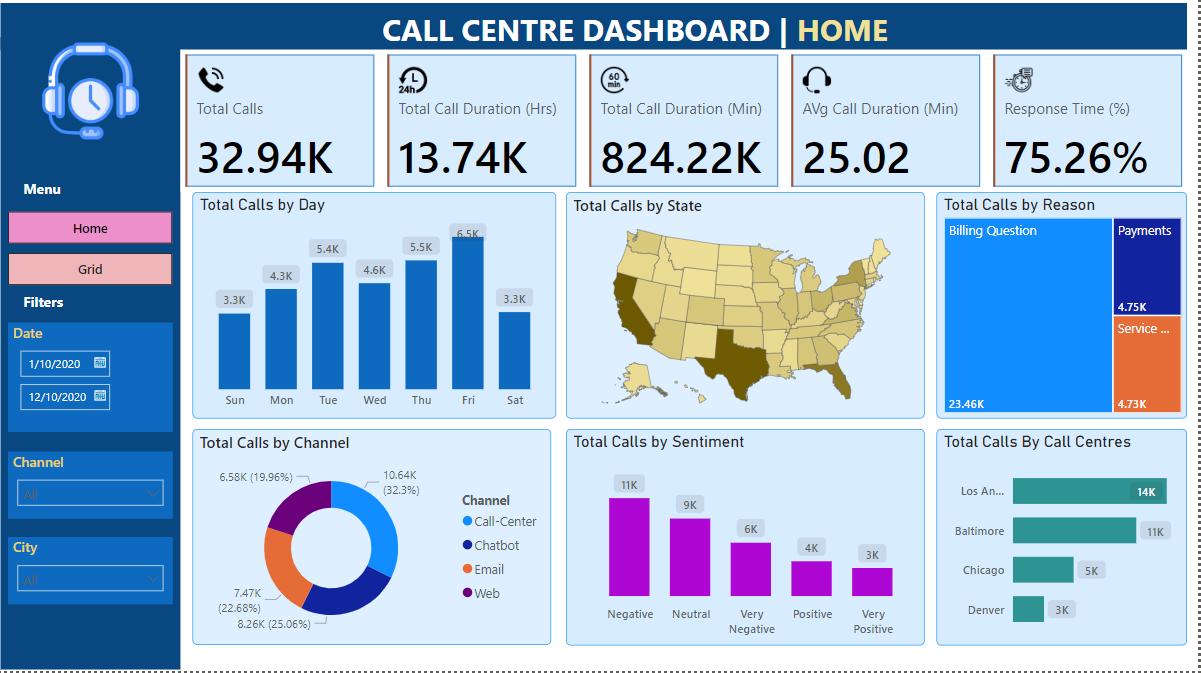 CALL CENTRE DASHBOARD | HOME
24h
60
min
Total Calls
Total Call Duration (Hrs)
Total Call Duration (Min)
AVg Call Duration (Min)
Response Time (%)
32.94K
13.74K
824.22K
25.02
75.26%
Menu
Home
Grid
Filters
Date
1/10/2020
12/10/2020
Channel
All
City
All
Total Calls by Day
3.3K
4.3K
5.4K
4.6K
5.5K
6.5K
3.3K
Sun
Mon
Tue
Wed
Thu
Fri
Sat
Total Calls by State
Total Calls by Reason
Billing Question
23.46K
Payments
4.75K
Service ...
4.73K
Total Calls by Channel
6.58K (19.96%)
10.64K
(32.3%)
7.47K
(22.68%)
8.26K (25.06%)
Channel
Call-Center
Chatbot
Email
Web
Total Calls by Sentiment
11K
9K
6K
4K
3K
Negative
Neutral
Very
Negative
Positive
Very
Positive
Total Calls By Call Centres
Los An...
14K
Baltimore
11K
Chicago
5K
Denver
3K